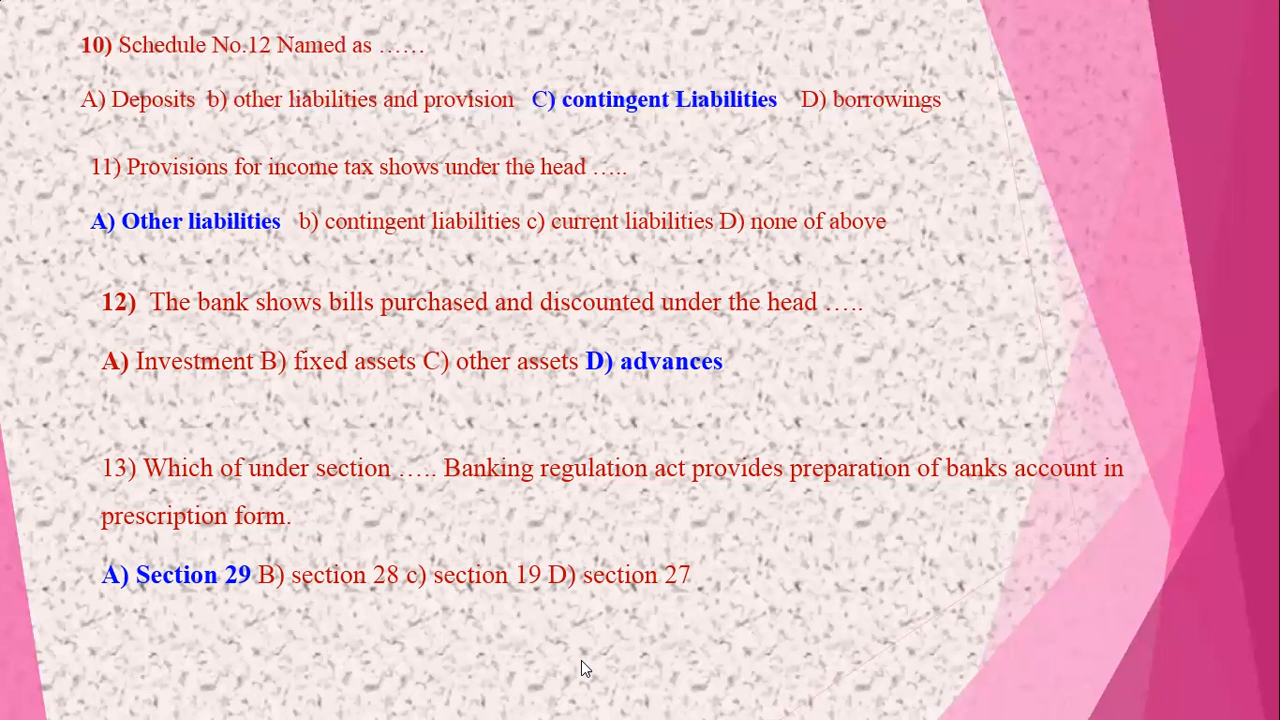 10) Schedule No.12 Named as ……
A) Deposits b) other liabilities and provision C) contingent Liabilities D) borrowings
11) Provisions for income tax shows under the head …..
A) Other liabilities b) contingent liabilities c) current liabilities D) none of above
12) The bank shows bills purchased and discounted under the head …..
A) Investment B) fixed assets C) other assets D) advances
13) Which of under section ….. Banking regulation act provides preparation of banks account in
prescription form.
A) Section 29 B) section 28 c) section 19 D) section 27